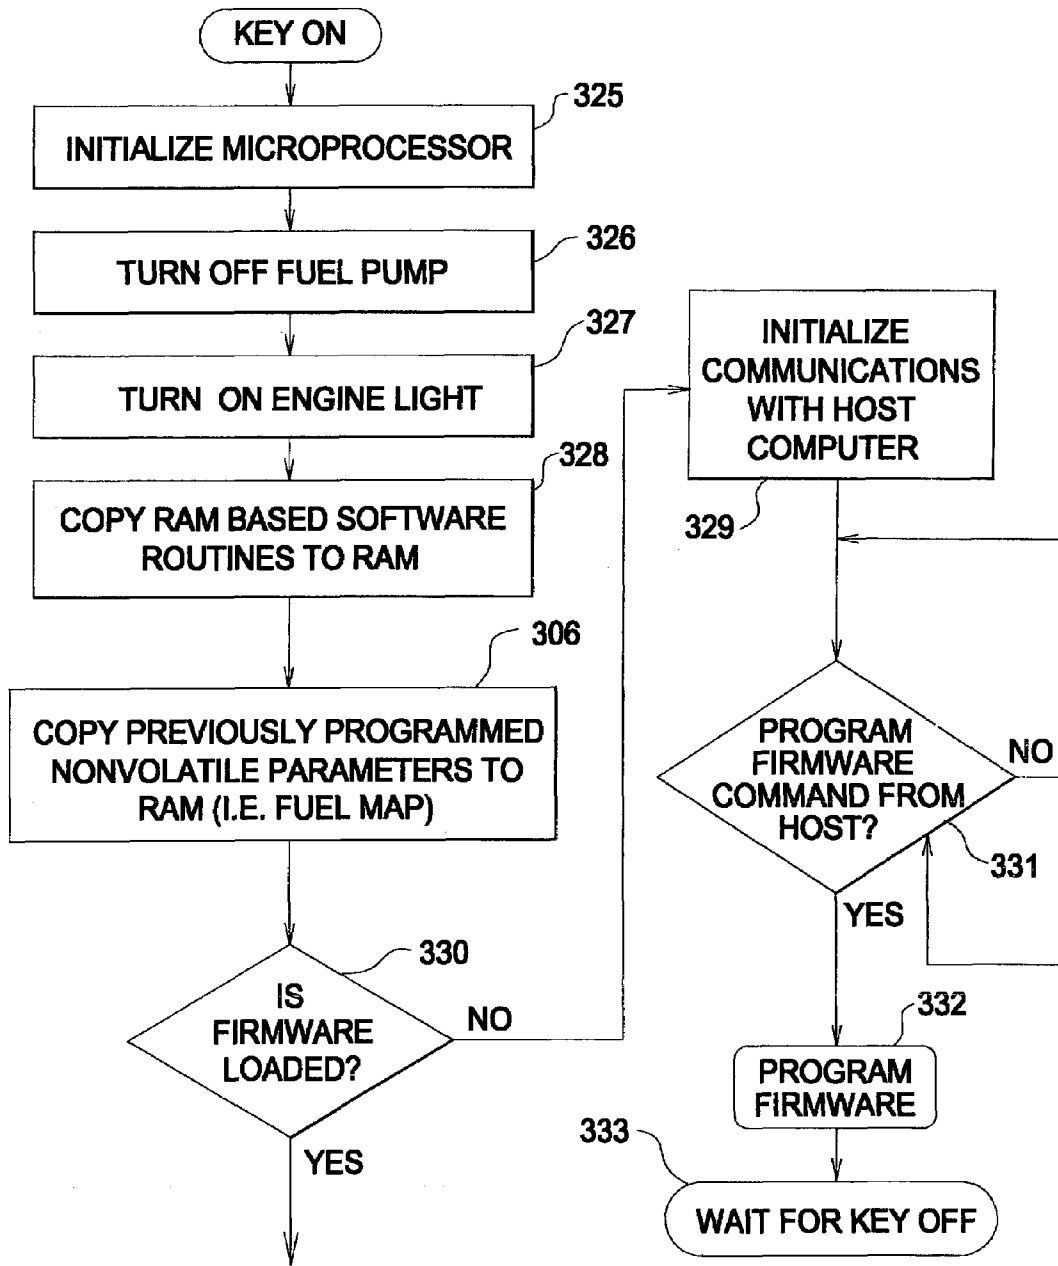 KEY ON
325
INITIALIZE MICROPROCESSOR
326
TURN OFF FUEL PUMP
327
TURN ON ENGINE LIGHT
328
COPY RAM BASED SOFTWARE
ROUTINES TO RAM
306
COPY PREVIOUSLY PROGRAMMED
NONVOLATILE PARAMETERS TO
RAM (I.E. FUEL MAP)
330
IS
FIRMWARE
LOADED?
NO
YES
INITIALIZE
COMMUNICATIONS
WITH HOST
COMPUTER
329
PROGRAM
FIRMWARE
COMMAND FROM
HOST?
NO
331
YES
332
PROGRAM
FIRMWARE
333
WAIT FOR KEY OFF